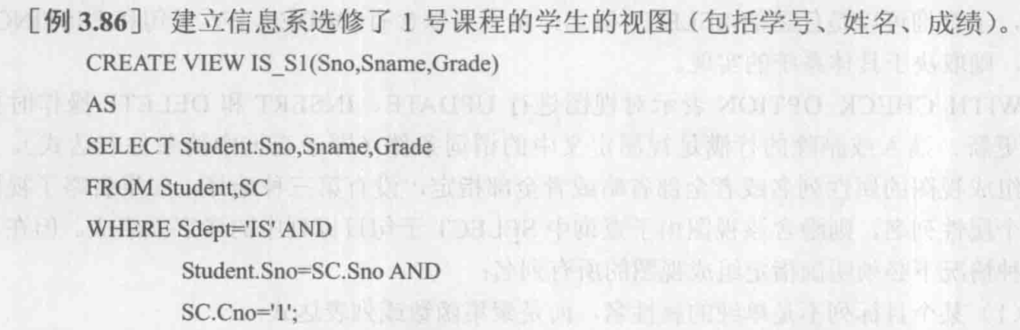 [例 3.86] 建立信息系选修了 1 号课程的学生的视图（包括学号、姓名、成绩）。
CREATE VIEW IS_S1(Sno,Sname,Grade)
AS
SELECT Student.Sno,Sname,Grade
FROM Student,SC
WHERE Sdept='IS' AND
Student.Sno=SC.Sno AND
SC.Cno='1';